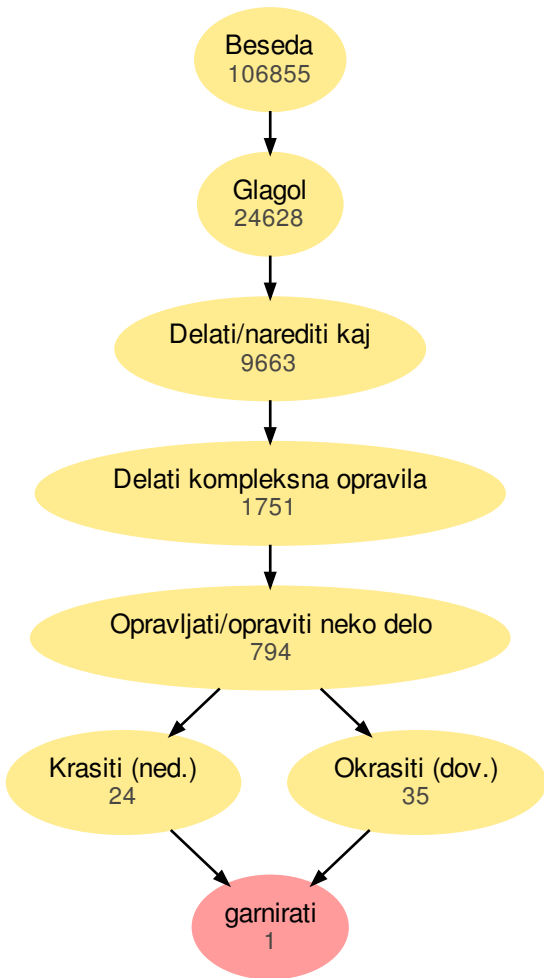 Beseda
106855
Glagol
24628
Delati/narediti kaj
9663
Delati kompleksna opravila
1751
Opravljati/opraviti neko delo
794
Krasiti (ned.)
24
Okrasiti (dov.)
35
garnirati
1